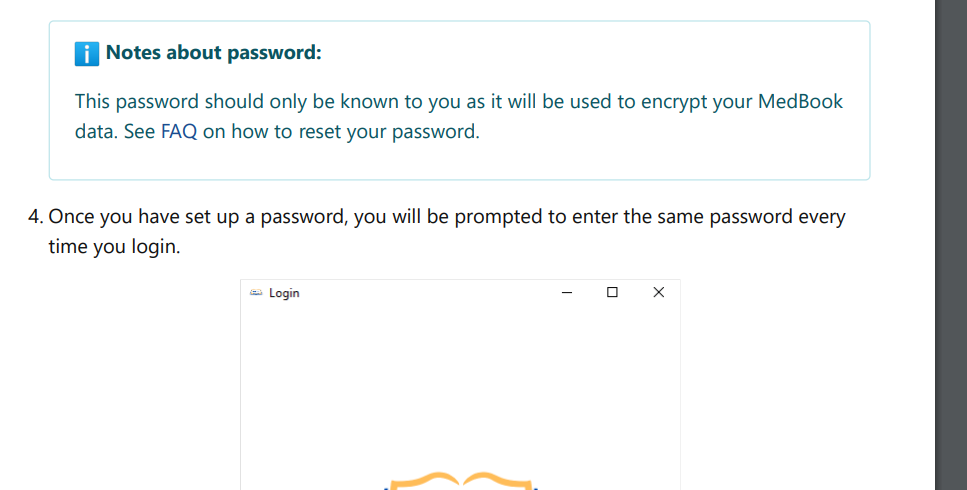 Notes about password:
This password should only be known to you as it will be used to encrypt your MedBook
data. See FAQ on how to reset your password.
4. Once you have set up a password, you will be prompted to enter the same password every
time you login.
Login